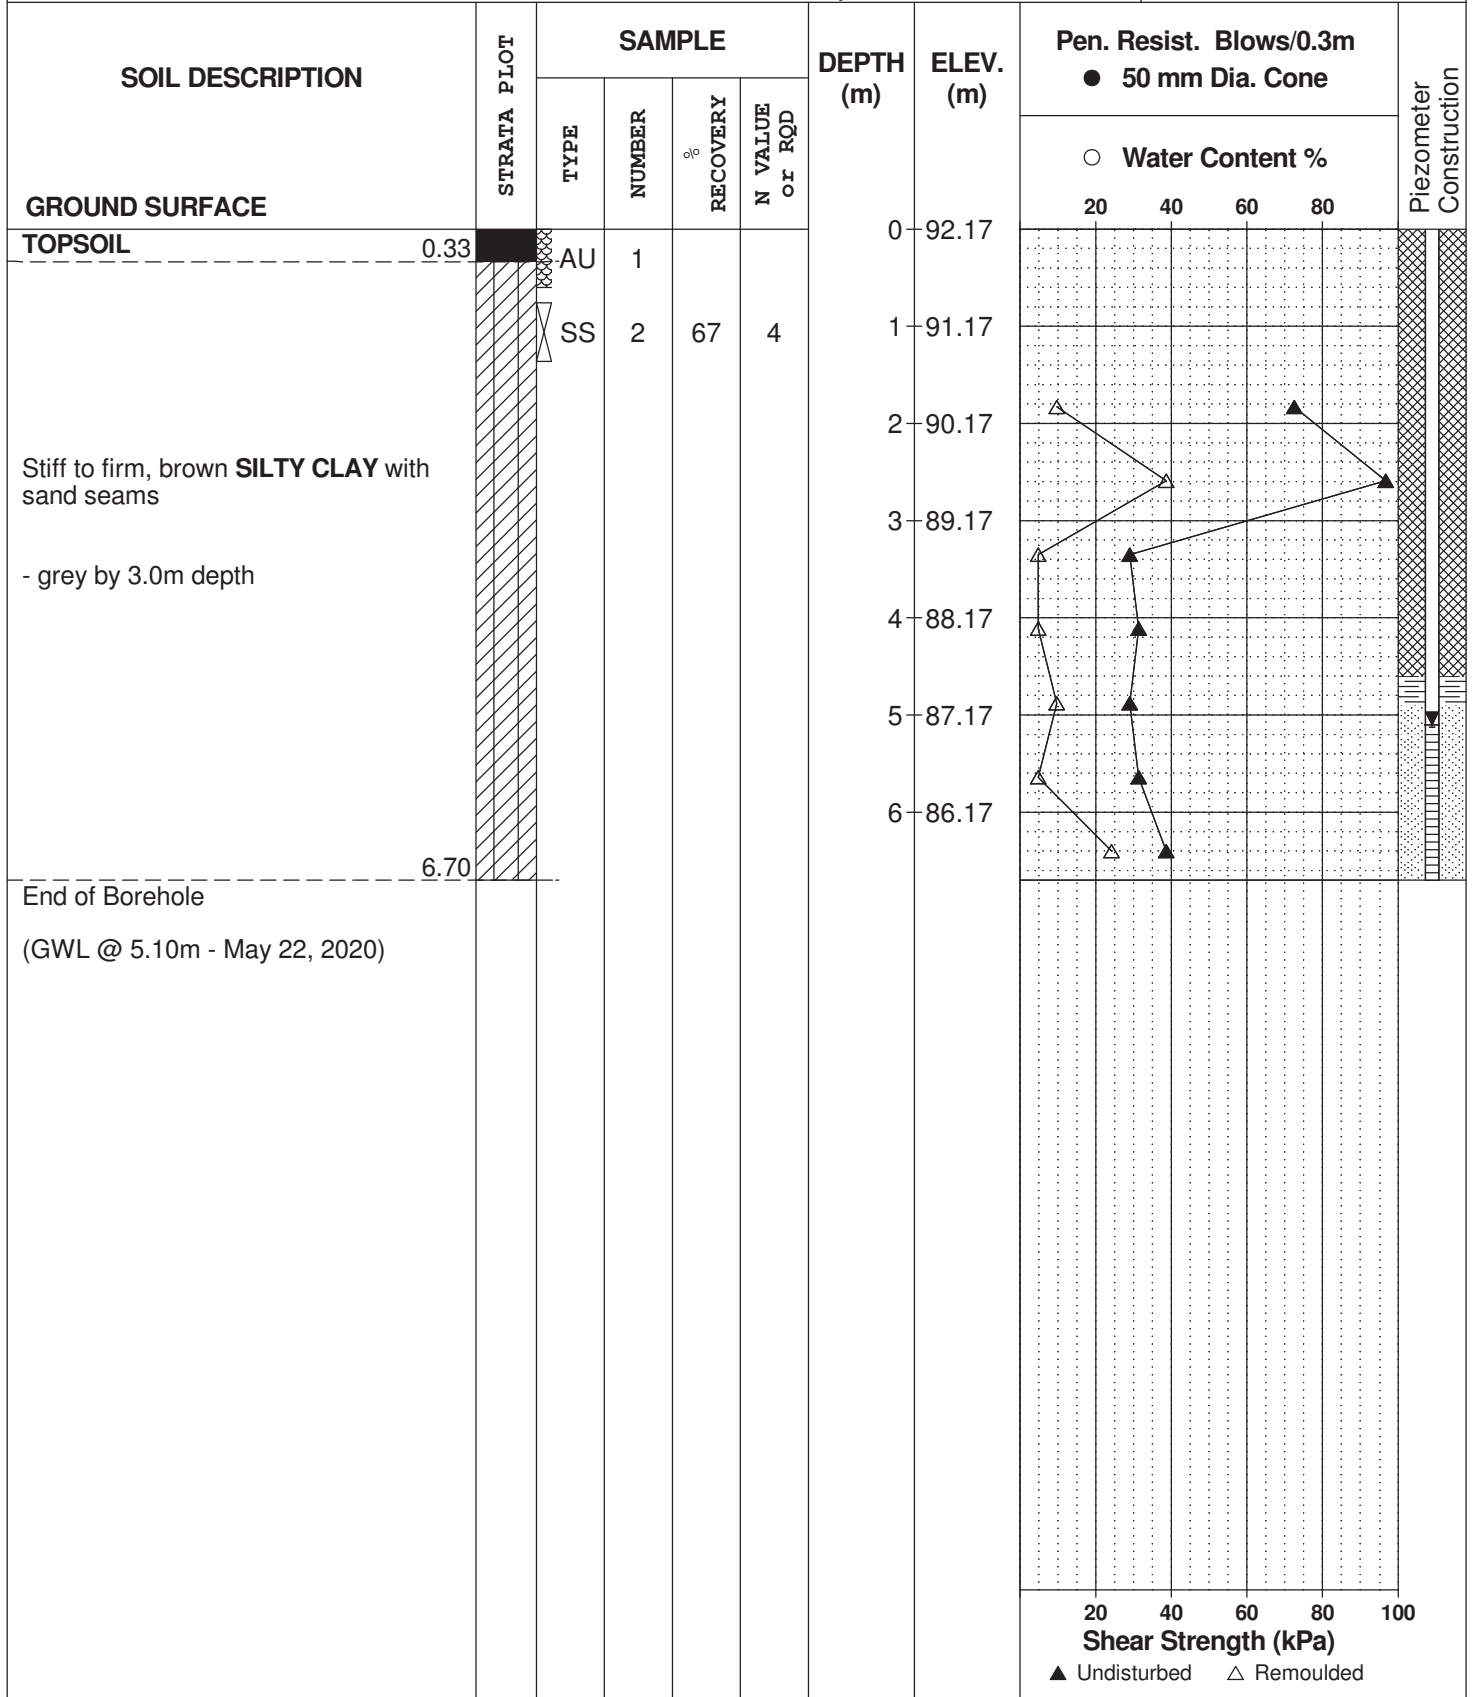 SOIL DESCRIPTION
GROUND SURFACE
STRATA PLOT
SAMPLE
TYPE
NUMBER
%
RECOVERY
N VALUE
or RQD
DEPTH
(m)
ELEV.
(m)
Pen. Resist. Blows/0.3m
● 50 mm Dia. Cone
○ Water Content %
20 40 60 80
Piezometer
Construction
TOPSOIL 0.33
AU 1
SS 2 67 4
0 92.17
1 91.17
2 90.17
3 89.17
4 88.17
5 87.17
6 86.17
Stiff to firm, brown SILTY CLAY with
sand seams
- grey by 3.0m depth
6.70
End of Borehole
(GWL @ 5.10m - May 22, 2020)
20 40 60 80 100
Shear Strength (kPa)
▲ Undisturbed △ Remoulded